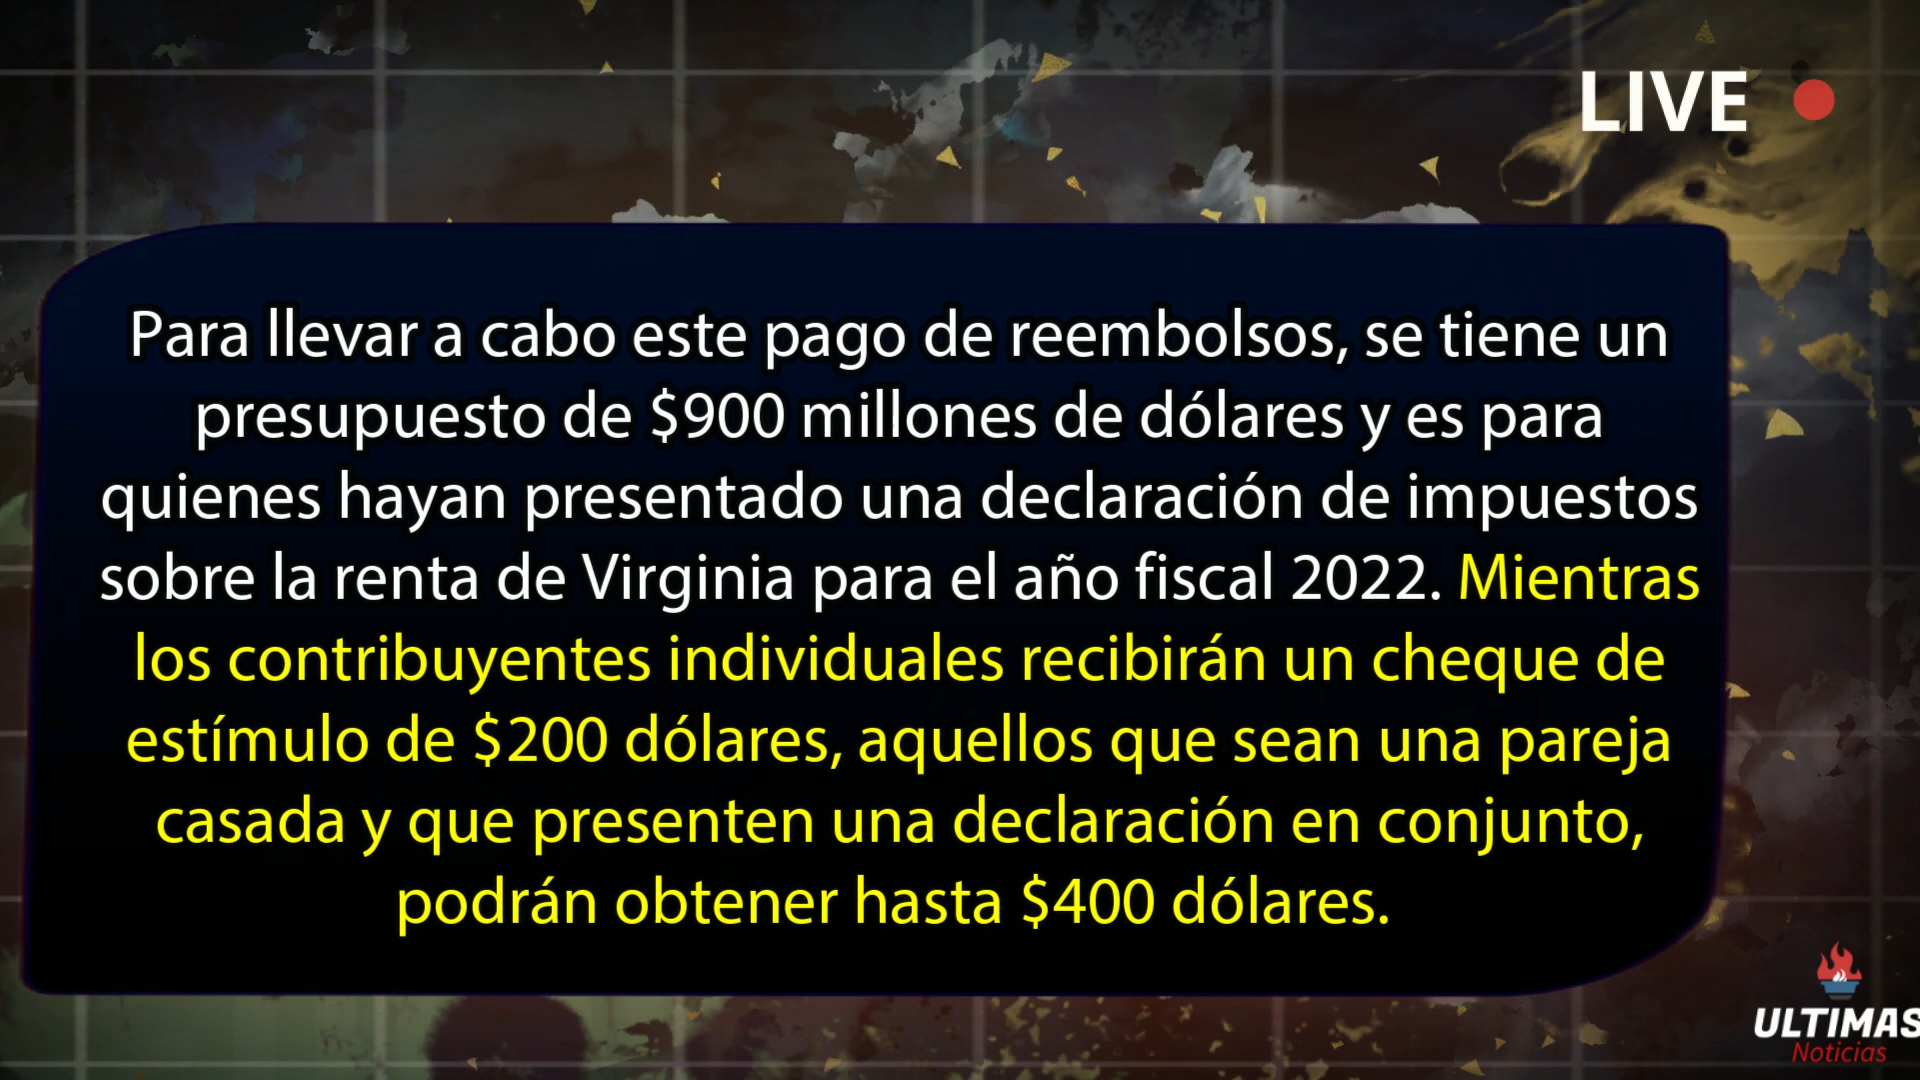 LIVE
Para llevar a cabo este pago de reembolsos, se tiene un
presupuesto de $900 millones de dólares y es para
quienes hayan presentado una declaración de impuestos
sobre la renta de Virginia para el año fiscal 2022. Mientras
los contribuyentes individuales recibirán un cheque de
estímulo de $200 dólares, aquellos que sean una pareja
casada y que presenten una declaración en conjunto,
podrán obtener hasta $400 dólares.
ULTIMAS
Noticias